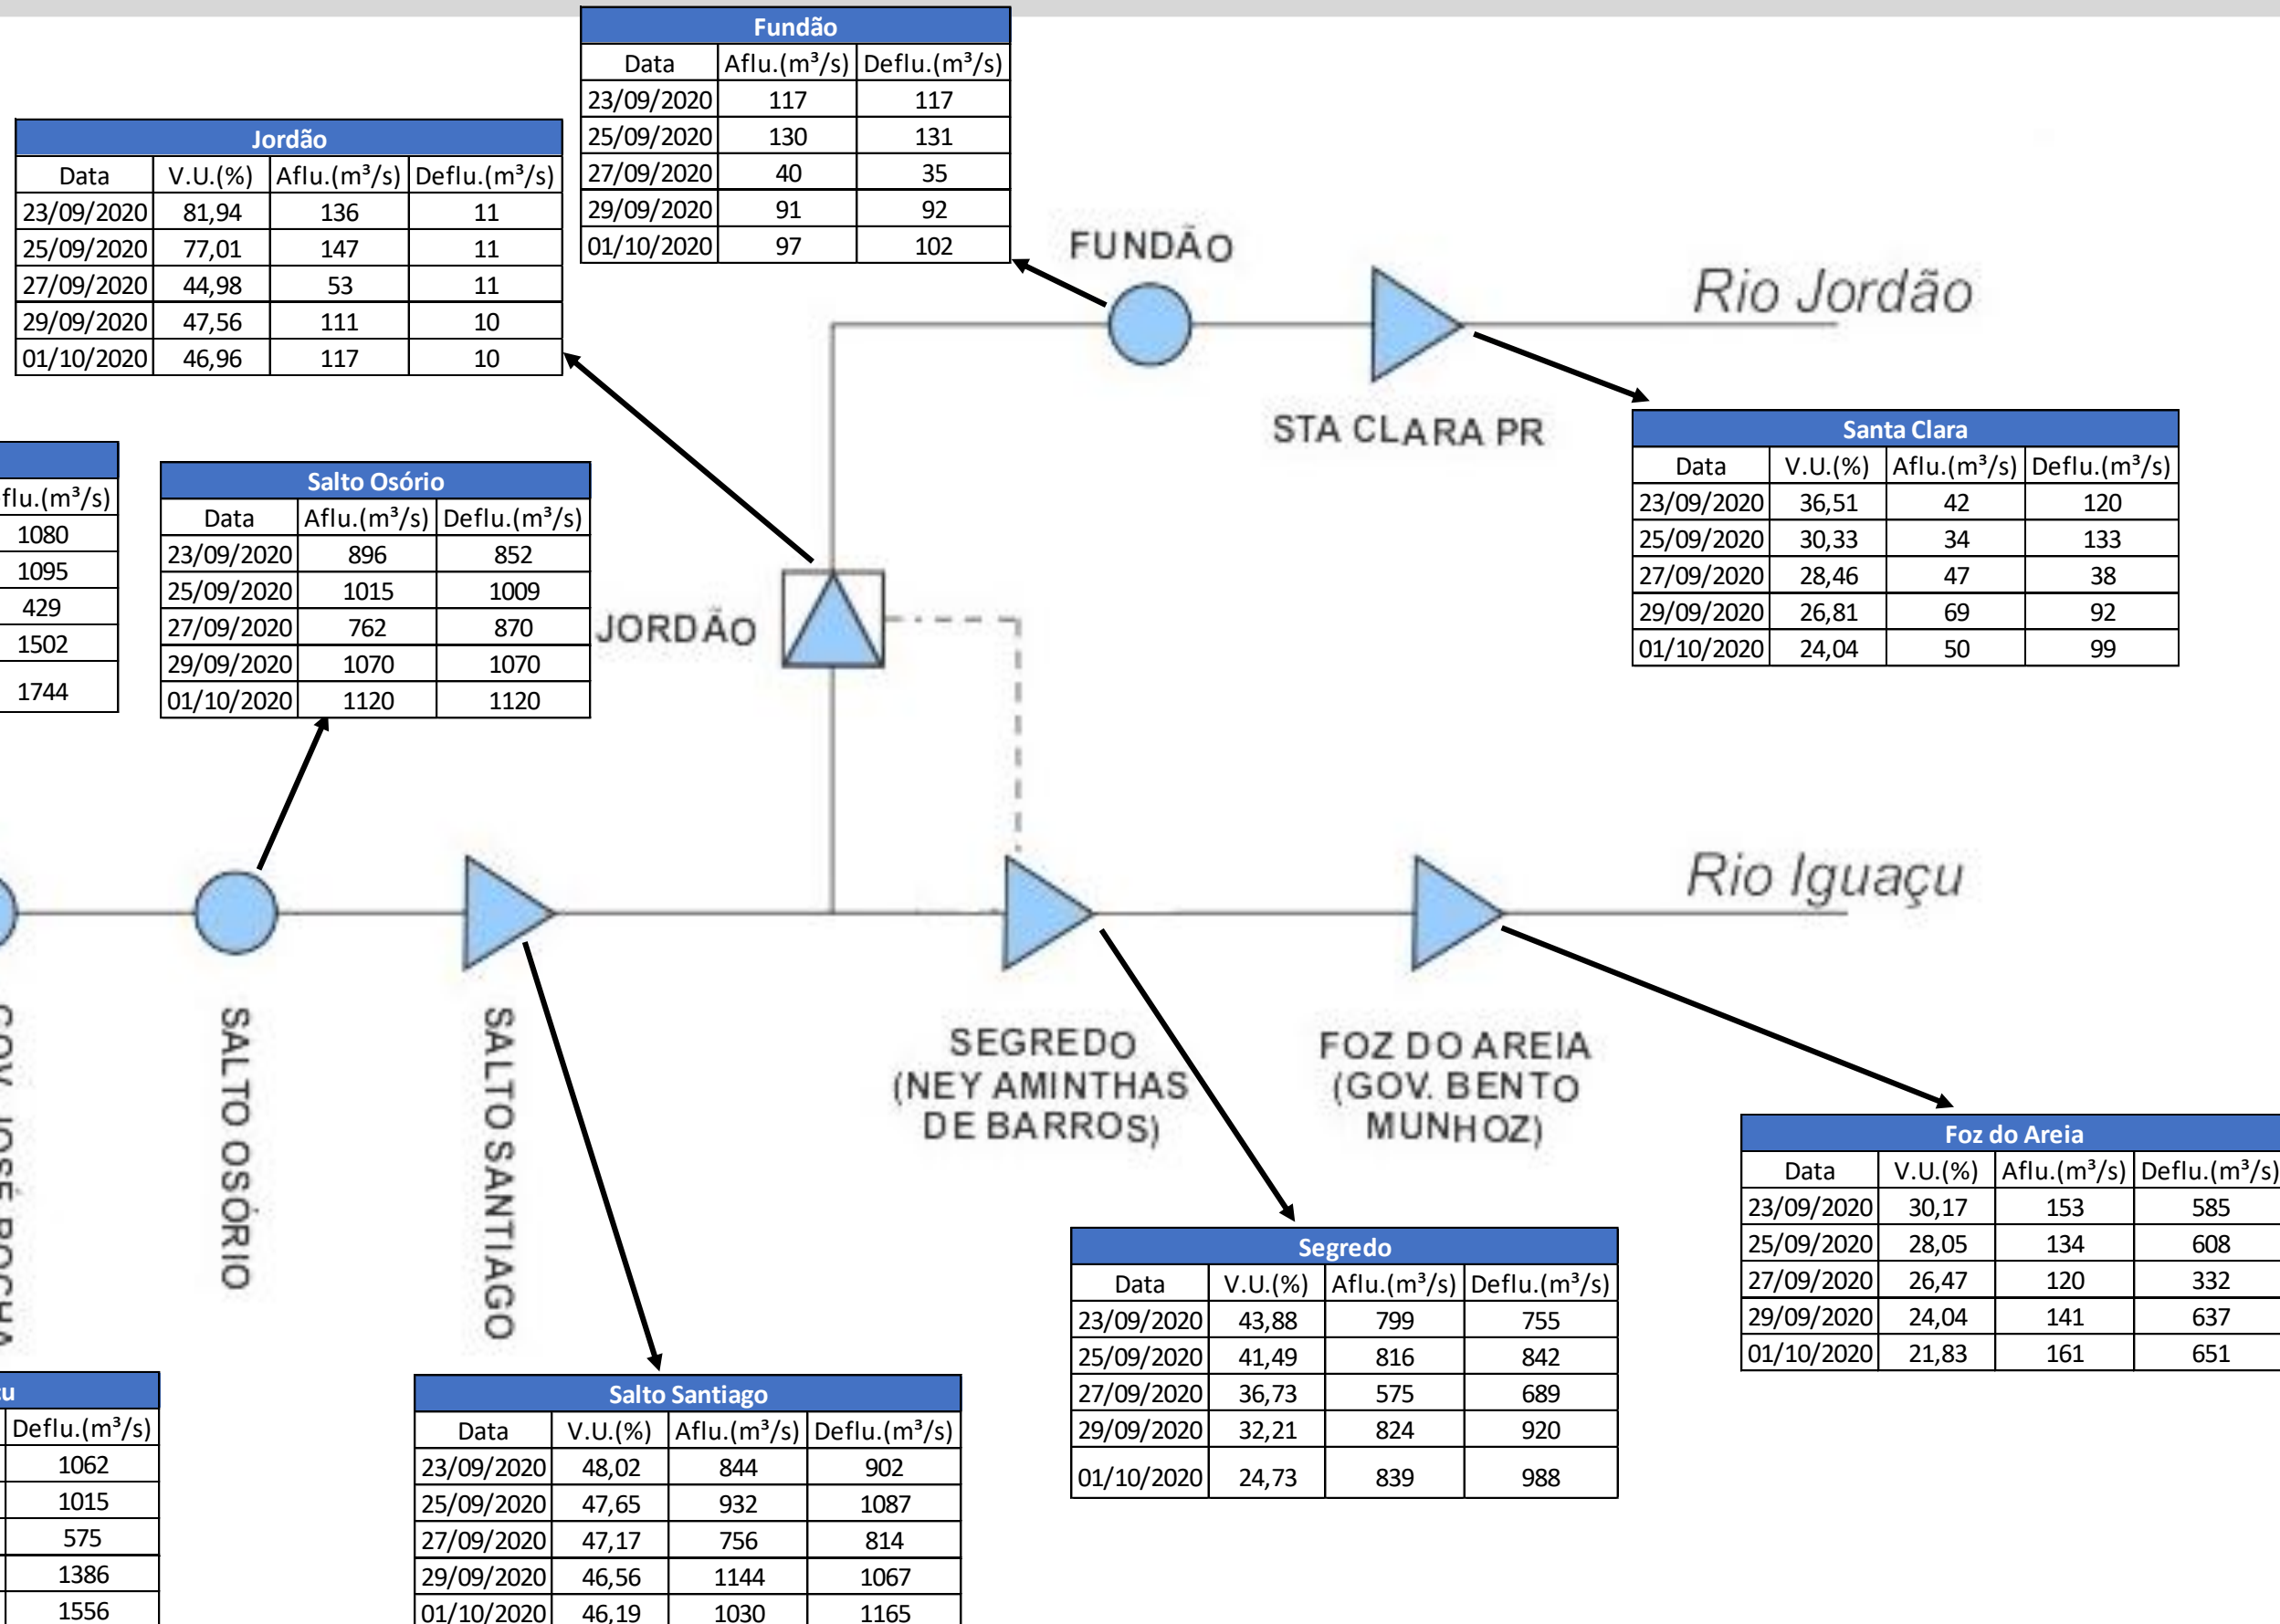 Fundão
Data Aflu.(m³/s) Deflu.(m³/s)
23/09/2020 117 117
25/09/2020 130 131
27/09/2020 40 35
29/09/2020 91 92
01/10/2020 97 102
Jordão
Data V.U.(%) Aflu.(m³/s) Deflu.(m³/s)
23/09/2020 81,94 136 11
25/09/2020 77,01 147 11
27/09/2020 44,98 53 11
29/09/2020 47,56 111 10
01/10/2020 46,96 117 10
FUNDÃO
Rio Jordão
STA CLARA PR
Santa Clara
Data V.U.(%) Aflu.(m³/s) Deflu.(m³/s)
23/09/2020 36,51 42 120
25/09/2020 30,33 34 133
27/09/2020 28,46 47 38
29/09/2020 26,81 69 92
01/10/2020 24,04 50 99
flu.(m³/s)
1080
1095
429
1502
1744
Salto Osório
Data Aflu.(m³/s) Deflu.(m³/s)
23/09/2020 896 852
25/09/2020 1015 1009
27/09/2020 762 870
29/09/2020 1070 1070
01/10/2020 1120 1120
JORDÃO
Rio Iguaçu
GOV. JOSÉ ROCHA
SALTO OSÓRIO
SALTO SANTIAGO
SEGREDO
(NEY AMINTHAS
DE BARROS)
FOZ DO AREIA
(GOV. BENTO
MUNHOZ)
Foz do Areia
Data V.U.(%) Aflu.(m³/s) Deflu.(m³/s)
23/09/2020 30,17 153 585
25/09/2020 28,05 134 608
27/09/2020 26,47 120 332
29/09/2020 24,04 141 637
01/10/2020 21,83 161 651
Segredo
Data V.U.(%) Aflu.(m³/s) Deflu.(m³/s)
23/09/2020 43,88 799 755
25/09/2020 41,49 816 842
27/09/2020 36,73 575 689
29/09/2020 32,21 824 920
01/10/2020 24,73 839 988
Deflu.(m³/s)
1062
1015
575
1386
1556
Salto Santiago
Data V.U.(%) Aflu.(m³/s) Deflu.(m³/s)
23/09/2020 48,02 844 902
25/09/2020 47,65 932 1087
27/09/2020 47,17 756 814
29/09/2020 46,56 1144 1067
01/10/2020 46,19 1030 1165